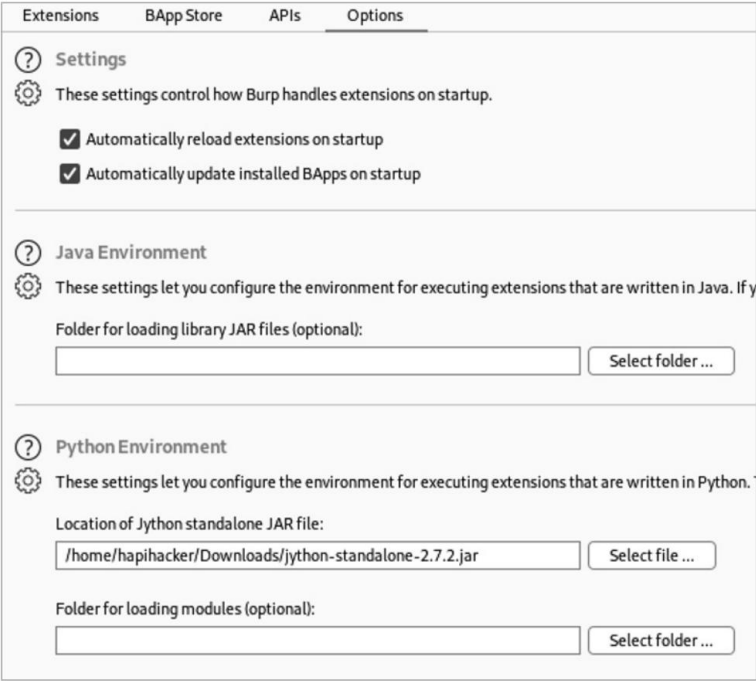 Extensions BApp Store APIs Options
Settings
These settings control how Burp handles extensions on startup.
Automatically reload extensions on startup
Automatically update installed BApps on startup
Java Environment
These settings let you configure the environment for executing extensions that are written in Java. If y
Folder for loading library JAR files (optional):
Select folder ...
Python Environment
These settings let you configure the environment for executing extensions that are written in Python.
Location of Jython standalone JAR file:
/home/hapihacker/Downloads/jython-standalone-2.7.2.jar Select file ...
Folder for loading modules (optional):
Select folder ...